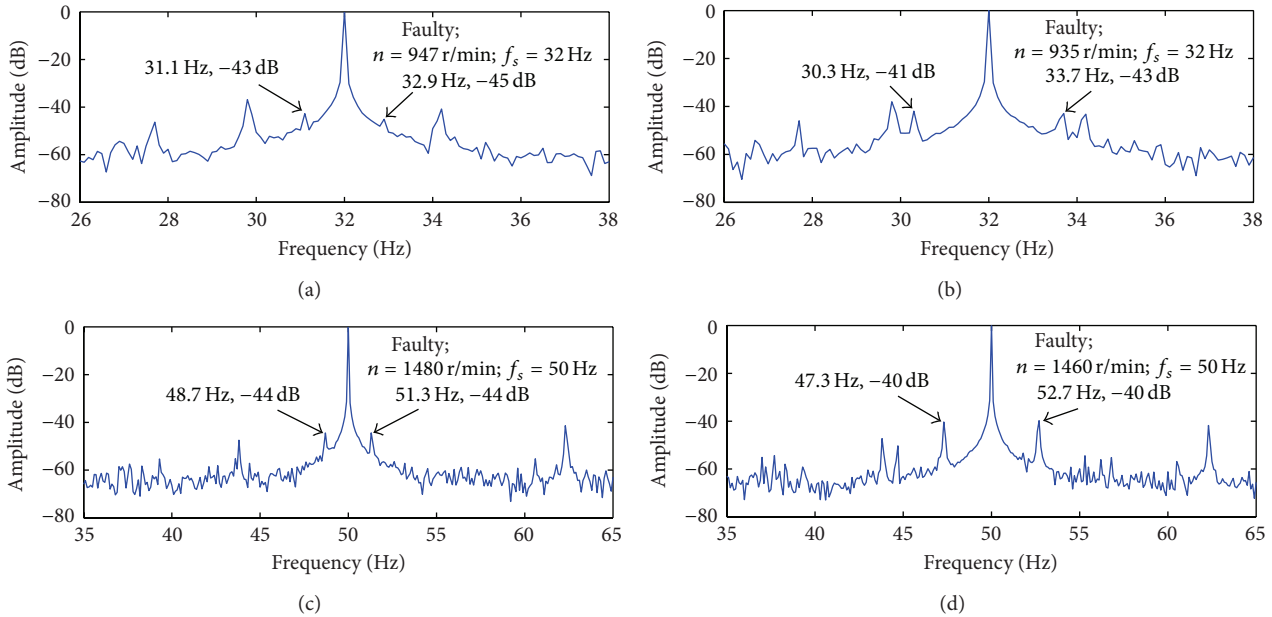 Faulty;
n = 947 r/min; f_s = 32 Hz
31.1 Hz, −43 dB
32.9 Hz, −45 dB
Amplitude (dB)
0
−20
−40
−60
−80
26 28 30 32 34 36 38
Frequency (Hz)
(a)
Faulty;
n = 935 r/min; f_s = 32 Hz
30.3 Hz, −41 dB
33.7 Hz, −43 dB
Amplitude (dB)
0
−20
−40
−60
−80
26 28 30 32 34 36 38
Frequency (Hz)
(b)
Faulty;
n = 1480 r/min; f_s = 50 Hz
48.7 Hz, −44 dB
51.3 Hz, −44 dB
Amplitude (dB)
0
−20
−40
−60
−80
35 40 45 50 55 60 65
Frequency (Hz)
(c)
Faulty;
n = 1460 r/min; f_s = 50 Hz
47.3 Hz, −40 dB
52.7 Hz, −40 dB
Amplitude (dB)
0
−20
−40
−60
−80
35 40 45 50 55 60 65
Frequency (Hz)
(d)